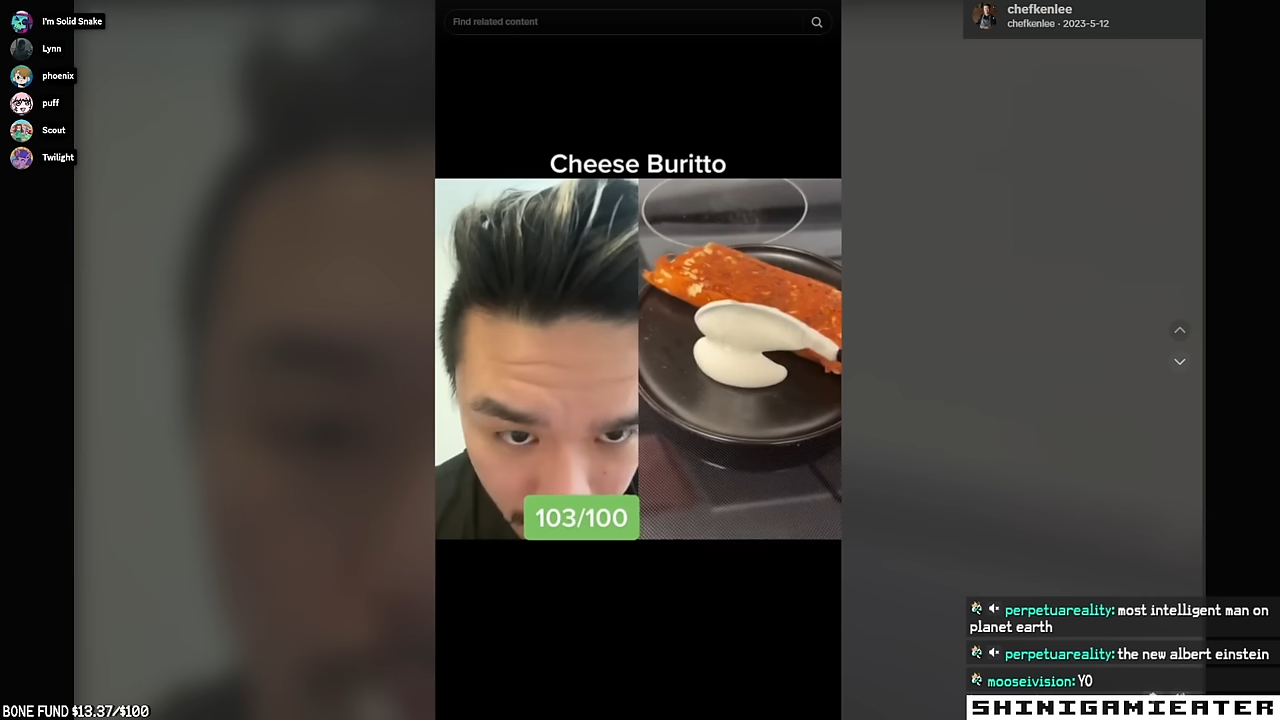 I'm Solid Snake
Lynn
phoenix
puff
Scout
Twilight
Find related content
chefkenlee
chefkenlee · 2023-5-12
Cheese Buritto
103/100
perpetuareality: most intelligent man on
planet earth
perpetuareality: the new albert einstein
mooseivision: YO
BONE FUND $13.37/$100
SHINIGAMIEATER